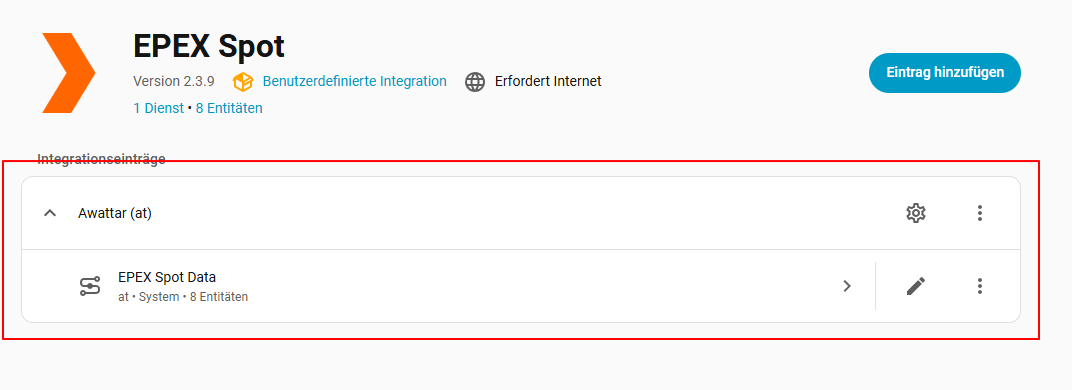 EPEX Spot
Version 2.3.9 Benutzerdefinierte Integration Erfordert Internet
Eintrag hinzufügen
1 Dienst • 8 Entitäten
Integrationseinträge
Awattar (at)
EPEX Spot Data
at • System • 8 Entitäten